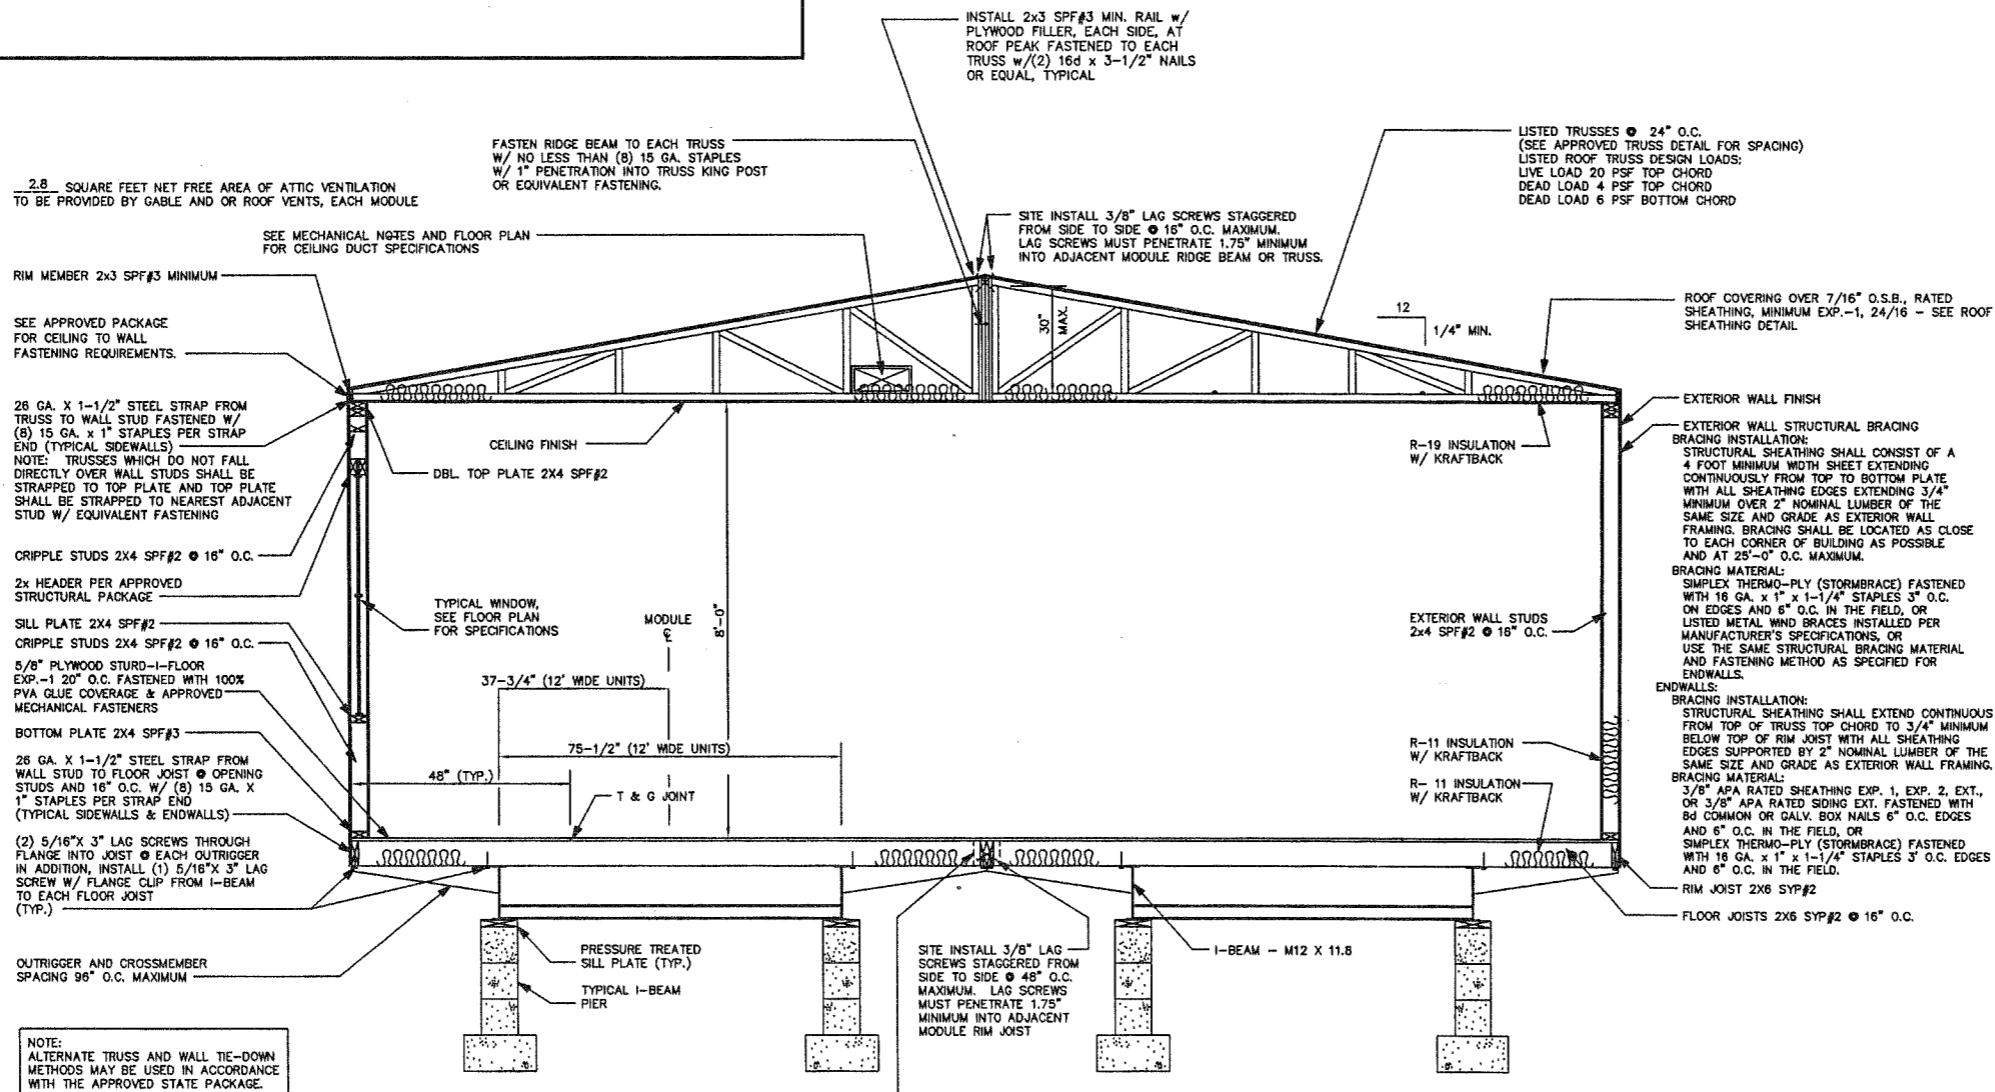 INSTALL 2x3 SPF#3 MIN. RAIL w/
PLYWOOD FILLER, EACH SIDE, AT
ROOF PEAK FASTENED TO EACH
TRUSS w/(2) 16d x 3-1/2" NAILS
OR EQUAL, TYPICAL
FASTEN RIDGE BEAM TO EACH TRUSS
W/ NO LESS THAN (8) 15 GA. STAPLES
W/ 1" PENETRATION INTO TRUSS KING POST
OR EQUIVALENT FASTENING.
LISTED TRUSSES @ 24" O.C.
(SEE APPROVED TRUSS DETAIL FOR SPACING)
LISTED ROOF TRUSS DESIGN LOADS:
LIVE LOAD 20 PSF TOP CHORD
DEAD LOAD 4 PSF TOP CHORD
DEAD LOAD 6 PSF BOTTOM CHORD
2.8 SQUARE FEET NET FREE AREA OF ATTIC VENTILATION
TO BE PROVIDED BY GABLE AND OR ROOF VENTS, EACH MODULE
SEE MECHANICAL NOTES AND FLOOR PLAN
FOR CEILING DUCT SPECIFICATIONS
SITE INSTALL 3/8" LAG SCREWS STAGGERED
FROM SIDE TO SIDE @ 16" O.C. MAXIMUM.
LAG SCREWS MUST PENETRATE 1.75" MINIMUM
INTO ADJACENT MODULE RIDGE BEAM OR TRUSS.
RIM MEMBER 2x3 SPF#3 MINIMUM
SEE APPROVED PACKAGE
FOR CEILING TO WALL
FASTENING REQUIREMENTS.
30"
MAX.
12
1/4" MIN.
ROOF COVERING OVER 7/16" O.S.B., RATED
SHEATHING, MINIMUM EXP.-1, 24/16 - SEE ROOF
SHEATHING DETAIL
26 GA. X 1-1/2" STEEL STRAP FROM
TRUSS TO WALL STUD FASTENED W/
(8) 15 GA. x 1" STAPLES PER STRAP
END (TYPICAL SIDEWALLS)
NOTE: TRUSSES WHICH DO NOT FALL
DIRECTLY OVER WALL STUDS SHALL BE
STRAPPED TO TOP PLATE AND TOP PLATE
SHALL BE STRAPPED TO NEAREST ADJACENT
STUD W/ EQUIVALENT FASTENING
CEILING FINISH
DBL. TOP PLATE 2X4 SPF#2
R-19 INSULATION
W/ KRAFTBACK
EXTERIOR WALL FINISH
EXTERIOR WALL STRUCTURAL BRACING
BRACING INSTALLATION:
STRUCTURAL SHEATHING SHALL CONSIST OF A
4 FOOT MINIMUM WIDTH SHEET EXTENDING
CONTINUOUSLY FROM TOP TO BOTTOM PLATE
WITH ALL SHEATHING EDGES EXTENDING 3/4"
MINIMUM OVER 2" NOMINAL LUMBER OF THE
SAME SIZE AND GRADE AS EXTERIOR WALL
FRAMING. BRACING SHALL BE LOCATED AS CLOSE
TO EACH CORNER OF BUILDING AS POSSIBLE
AND AT 25'-0" O.C. MAXIMUM.
BRACING MATERIAL:
SIMPLEX THERMO-PLY (STORMBRACE) FASTENED
WITH 16 GA. x 1" x 1-1/4" STAPLES 3" O.C.
ON EDGES AND 6" O.C. IN THE FIELD, OR
LISTED METAL WIND BRACES INSTALLED PER
MANUFACTURER'S SPECIFICATIONS, OR
USE THE SAME STRUCTURAL BRACING MATERIAL
AND FASTENING METHOD AS SPECIFIED FOR
ENDWALLS.
ENDWALLS:
BRACING INSTALLATION:
STRUCTURAL SHEATHING SHALL EXTEND CONTINUOUS
FROM TOP OF TRUSS TOP CHORD TO 3/4" MINIMUM
BELOW TOP OF RIM JOIST WITH ALL SHEATHING
EDGES SUPPORTED BY 2" NOMINAL LUMBER OF THE
SAME SIZE AND GRADE AS EXTERIOR WALL FRAMING.
BRACING MATERIAL:
3/8" APA RATED SHEATHING EXP. 1, EXP. 2, EXT.,
OR 3/8" APA RATED SIDING EXT. FASTENED WITH
8d COMMON OR GALV. BOX NAILS 6" O.C. EDGES
AND 6" O.C. IN THE FIELD, OR
SIMPLEX THERMO-PLY (STORMBRACE) FASTENED
WITH 16 GA. x 1" x 1-1/4" STAPLES 3' O.C. EDGES
AND 6" O.C. IN THE FIELD.
CRIPPLE STUDS 2X4 SPF#2 @ 16" O.C.
2x HEADER PER APPROVED
STRUCTURAL PACKAGE
TYPICAL WINDOW,
SEE FLOOR PLAN
FOR SPECIFICATIONS
MODULE
℄
8'-0"
EXTERIOR WALL STUDS
2x4 SPF#2 @ 16" O.C.
SILL PLATE 2X4 SPF#2
CRIPPLE STUDS 2X4 SPF#2 @ 16" O.C.
5/8" PLYWOOD STURD-I-FLOOR
EXP.-1 20" O.C. FASTENED WITH 100%
PVA GLUE COVERAGE & APPROVED
MECHANICAL FASTENERS
37-3/4" (12' WIDE UNITS)
BOTTOM PLATE 2X4 SPF#3
75-1/2" (12' WIDE UNITS)
48" (TYP.)
T & G JOINT
R-11 INSULATION
W/ KRAFTBACK
R- 11 INSULATION
W/ KRAFTBACK
26 GA. X 1-1/2" STEEL STRAP FROM
WALL STUD TO FLOOR JOIST @ OPENING
STUDS AND 16" O.C. W/ (8) 15 GA. X
1" STAPLES PER STRAP END
(TYPICAL SIDEWALLS & ENDWALLS)
(2) 5/16"X 3" LAG SCREWS THROUGH
FLANGE INTO JOIST @ EACH OUTRIGGER
IN ADDITION, INSTALL (1) 5/16"X 3" LAG
SCREW W/ FLANGE CLIP FROM I-BEAM
TO EACH FLOOR JOIST
(TYP.)
RIM JOIST 2X6 SYP#2
FLOOR JOISTS 2X6 SYP#2 @ 16" O.C.
OUTRIGGER AND CROSSMEMBER
SPACING 96" O.C. MAXIMUM
PRESSURE TREATED
SILL PLATE (TYP.)
TYPICAL I-BEAM
PIER
SITE INSTALL 3/8" LAG
SCREWS STAGGERED FROM
SIDE TO SIDE @ 48" O.C.
MAXIMUM. LAG SCREWS
MUST PENETRATE 1.75"
MINIMUM INTO ADJACENT
MODULE RIM JOIST
I-BEAM - M12 X 11.8
NOTE:
ALTERNATE TRUSS AND WALL TIE-DOWN
METHODS MAY BE USED IN ACCORDANCE
WITH THE APPROVED STATE PACKAGE.